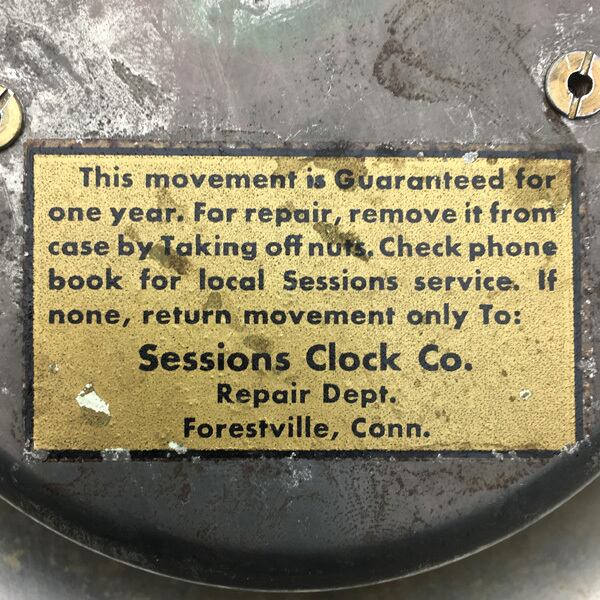 This movement is Guaranteed for
one year. For repair, remove it from
case by Taking off nuts. Check phone
book for local Sessions service. If
none, return movement only To:
Sessions Clock Co.
Repair Dept.
Forestville, Conn.